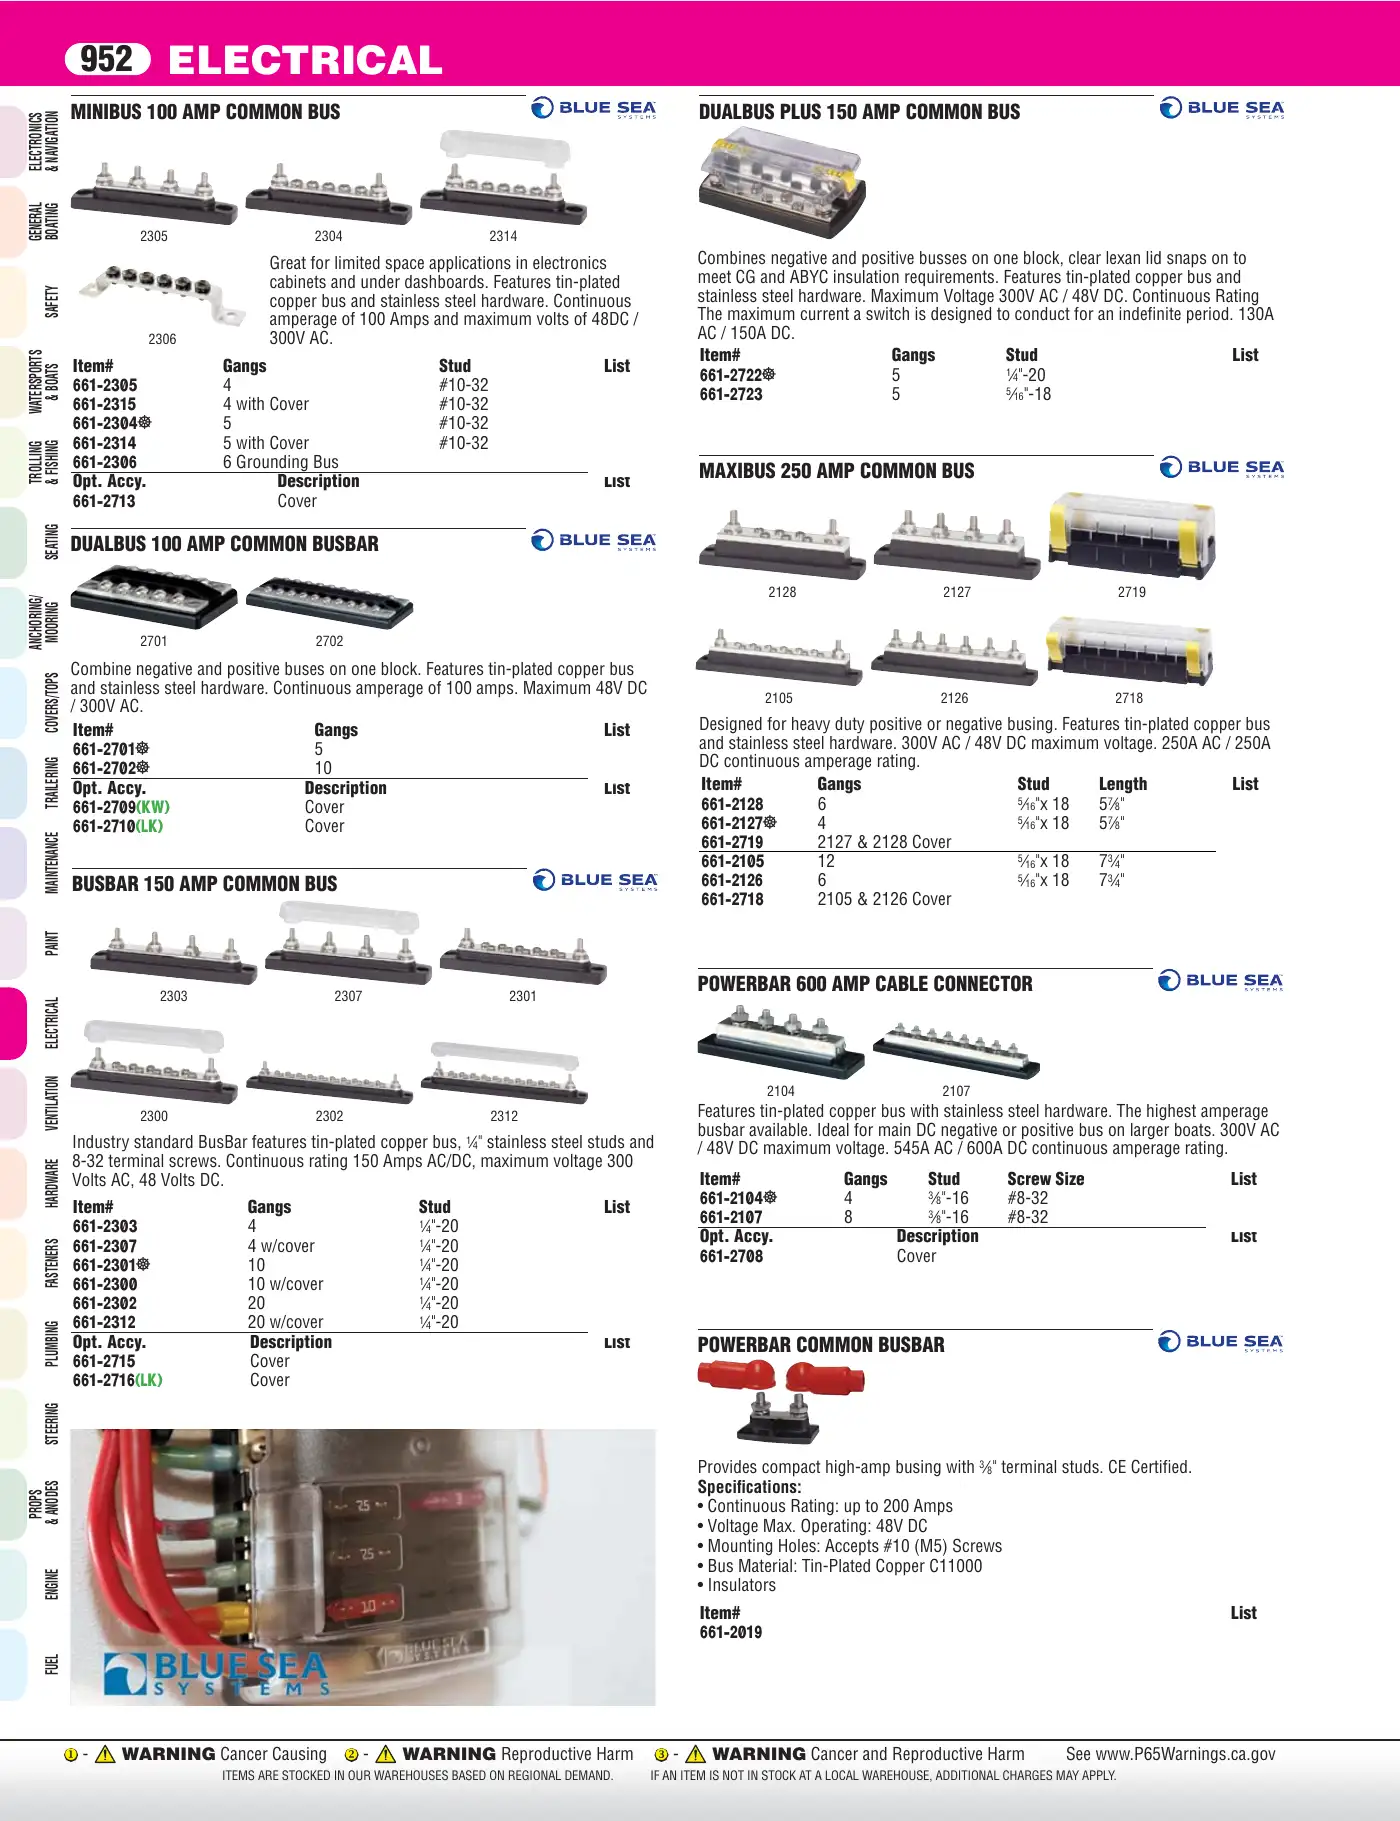 952 ELECTRICAL
ELECTRONICS
& NAVIGATION
GENERAL
BOATING
SAFETY
WATERSPORTS
& BOATS
TROLLING
& FISHING
SEATING
ANCHORING/
MOORING
COVERS/TOPS
TRAILERING
MAINTENANCE
PAINT
ELECTRICAL
VENTILATION
HARDWARE
FASTENERS
PLUMBING
STEERING
PROPS
& ANODES
ENGINE
FUEL
MINIBUS 100 AMP COMMON BUS
BLUE SEA
SYSTEMS
2305 2304 2314
2306
Great for limited space applications in electronics
cabinets and under dashboards. Features tin-plated
copper bus and stainless steel hardware. Continuous
amperage of 100 Amps and maximum volts of 48DC /
300V AC.
Item# Gangs Stud List
661-2305 4 #10-32
661-2315 4 with Cover #10-32
661-2304 5 #10-32
661-2314 5 with Cover #10-32
661-2306 6 Grounding Bus
Opt. Accy. Description List
661-2713 Cover
DUALBUS 100 AMP COMMON BUSBAR
BLUE SEA
SYSTEMS
2701 2702
Combine negative and positive buses on one block. Features tin-plated copper bus
and stainless steel hardware. Continuous amperage of 100 amps. Maximum 48V DC
/ 300V AC.
Item# Gangs List
661-2701 5
661-2702 10
Opt. Accy. Description List
661-2709(KW) Cover
661-2710(LK) Cover
BUSBAR 150 AMP COMMON BUS
BLUE SEA
SYSTEMS
2303 2307 2301
2300 2302 2312
Industry standard BusBar features tin-plated copper bus, ¼" stainless steel studs and
8-32 terminal screws. Continuous rating 150 Amps AC/DC, maximum voltage 300
Volts AC, 48 Volts DC.
Item# Gangs Stud List
661-2303 4 ¼"-20
661-2307 4 w/cover ¼"-20
661-2301 10 ¼"-20
661-2300 10 w/cover ¼"-20
661-2302 20 ¼"-20
661-2312 20 w/cover ¼"-20
Opt. Accy. Description List
661-2715 Cover
661-2716(LK) Cover
25
25
10
BLUE SEA
SYSTEMS
BLUE SEA
SYSTEMS
DUALBUS PLUS 150 AMP COMMON BUS
BLUE SEA
SYSTEMS
Combines negative and positive busses on one block, clear lexan lid snaps on to
meet CG and ABYC insulation requirements. Features tin-plated copper bus and
stainless steel hardware. Maximum Voltage 300V AC / 48V DC. Continuous Rating
The maximum current a switch is designed to conduct for an indefinite period. 130A
AC / 150A DC.
Item# Gangs Stud List
661-2722 5 ¼"-20
661-2723 5 5⁄16"-18
MAXIBUS 250 AMP COMMON BUS
BLUE SEA
SYSTEMS
2128 2127 2719
2105 2126 2718
Designed for heavy duty positive or negative busing. Features tin-plated copper bus
and stainless steel hardware. 300V AC / 48V DC maximum voltage. 250A AC / 250A
DC continuous amperage rating.
Item# Gangs Stud Length List
661-2128 6 5⁄16"x 18 5⅞"
661-2127 4 5⁄16"x 18 5⅞"
661-2719 2127 & 2128 Cover
661-2105 12 5⁄16"x 18 7¾"
661-2126 6 5⁄16"x 18 7¾"
661-2718 2105 & 2126 Cover
POWERBAR 600 AMP CABLE CONNECTOR
BLUE SEA
SYSTEMS
2104 2107
Features tin-plated copper bus with stainless steel hardware. The highest amperage
busbar available. Ideal for main DC negative or positive bus on larger boats. 300V AC
/ 48V DC maximum voltage. 545A AC / 600A DC continuous amperage rating.
Item# Gangs Stud Screw Size List
661-2104 4 ⅜"-16 #8-32
661-2107 8 ⅜"-16 #8-32
Opt. Accy. Description List
661-2708 Cover
POWERBAR COMMON BUSBAR
BLUE SEA
SYSTEMS
Provides compact high-amp busing with ⅜" terminal studs. CE Certified.
Specifications:
• Continuous Rating: up to 200 Amps
• Voltage Max. Operating: 48V DC
• Mounting Holes: Accepts #10 (M5) Screws
• Bus Material: Tin-Plated Copper C11000
• Insulators
Item# List
661-2019
1 - WARNING Cancer Causing 2 - WARNING Reproductive Harm 3 - WARNING Cancer and Reproductive Harm See www.P65Warnings.ca.gov
ITEMS ARE STOCKED IN OUR WAREHOUSES BASED ON REGIONAL DEMAND. IF AN ITEM IS NOT IN STOCK AT A LOCAL WAREHOUSE, ADDITIONAL CHARGES MAY APPLY.